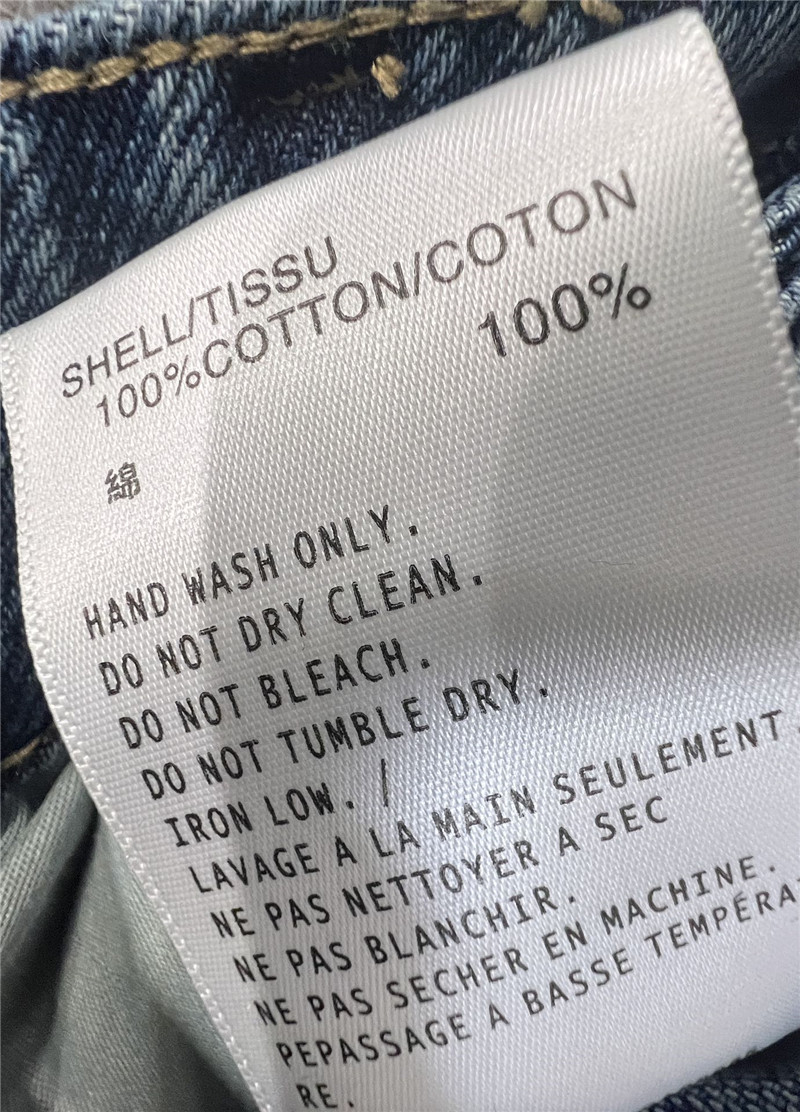 SHELL/TISSU
100%COTTON/COTON
綿 100%
HAND WASH ONLY.
DO NOT DRY CLEAN.
DO NOT BLEACH.
DO NOT TUMBLE DRY.
IRON LOW. /
LAVAGE A LA MAIN SEULEMENT.
NE PAS NETTOYER A SEC
NE PAS BLANCHIR.
NE PAS SECHER EN MACHINE.
PEPASSAGE A BASSE TEMPÉRAT
RE.